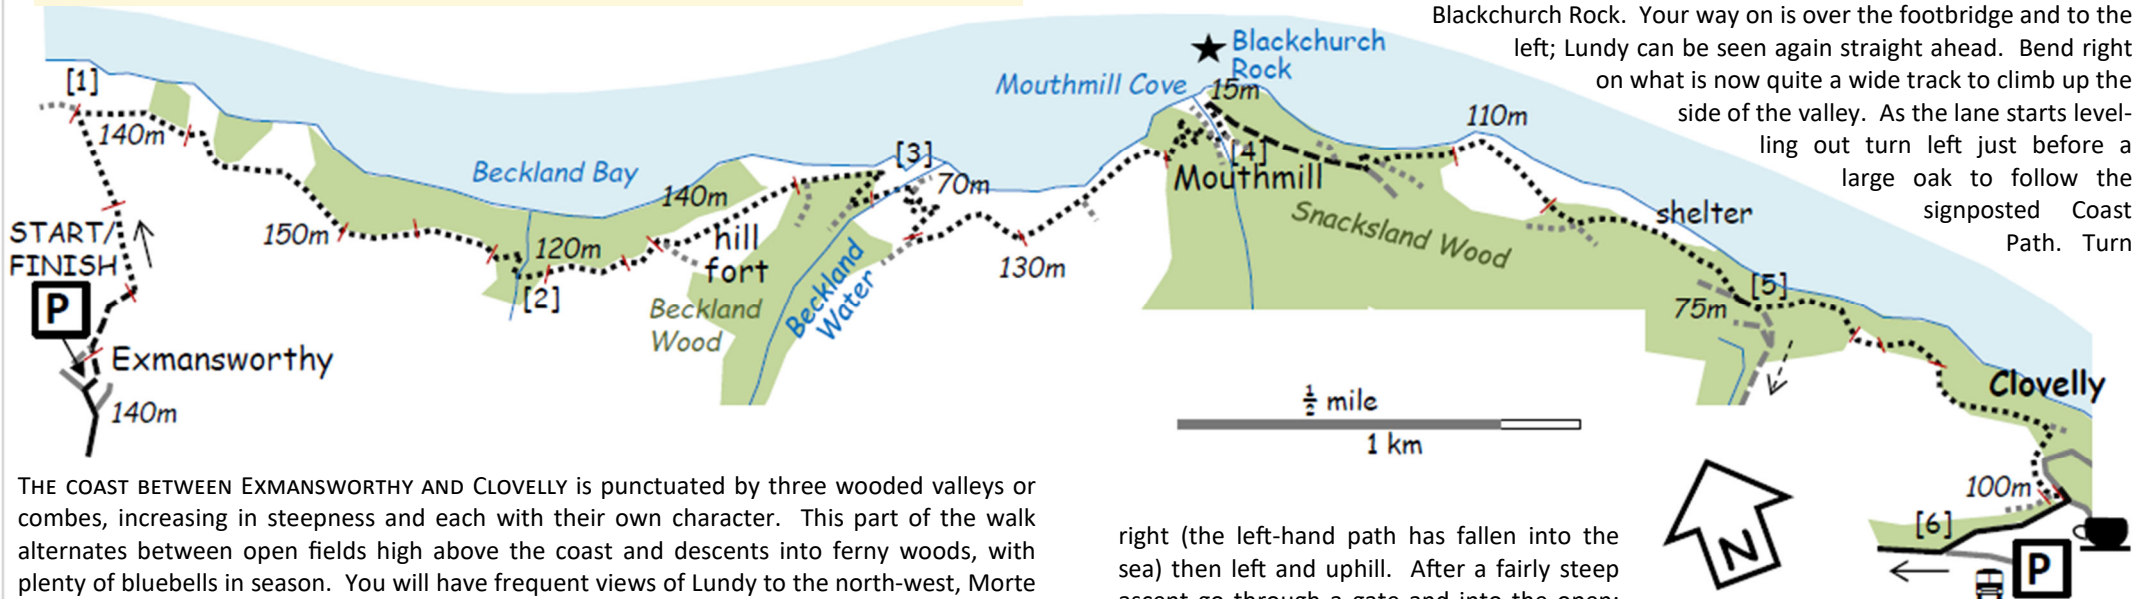 [1]
140m
START/
FINISH
P
Exmansworthy
140m
150m
Beckland Bay
120m
[2]
140m
hill
fort
Beckland
Wood
Beckland
Water
[3]
70m
130m
Mouthmill Cove
Blackchurch
Rock
15m
[4]
Mouthmill
Snacksland Wood
110m
shelter
[5]
75m
Clovelly
100m
[6]
P
½ mile
1 km
N
Blackchurch Rock. Your way on is over the footbridge and to the
left; Lundy can be seen again straight ahead. Bend right
on what is now quite a wide track to climb up the
side of the valley. As the lane starts level-
ling out turn left just before a
large oak to follow the
signposted Coast
Path. Turn
THE COAST BETWEEN EXMANSWORTHY AND CLOVELLY is punctuated by three wooded valleys or
combes, increasing in steepness and each with their own character. This part of the walk
alternates between open fields high above the coast and descents into ferny woods, with
plenty of bluebells in season. You will have frequent views of Lundy to the north-west, Morte
right (the left-hand path has fallen into the
sea) then left and uphill. After a fairly steep
ascent go through a gate and into the open;